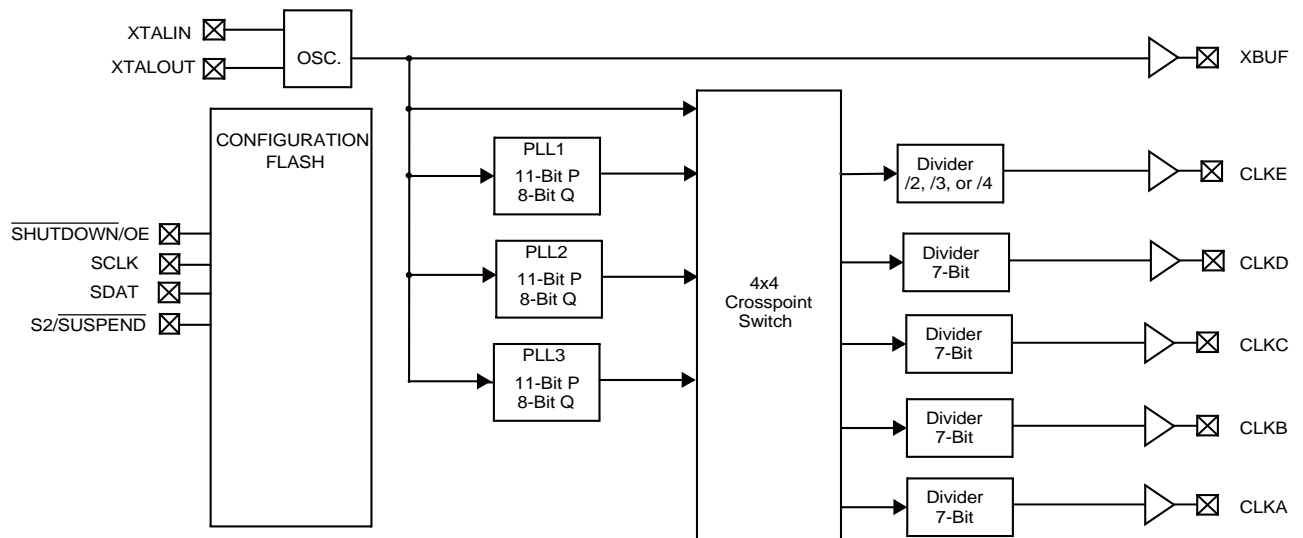 XTALIN
XTALOUT
OSC.
XBUF
CONFIGURATION
FLASH
SHUTDOWN/OE
SCLK
SDAT
S2/SUSPEND
PLL1
11-Bit P
8-Bit Q
PLL2
11-Bit P
8-Bit Q
PLL3
11-Bit P
8-Bit Q
4x4
Crosspoint
Switch
Divider
/2, /3, or /4
CLKE
Divider
7-Bit
CLKD
Divider
7-Bit
CLKC
Divider
7-Bit
CLKB
Divider
7-Bit
CLKA